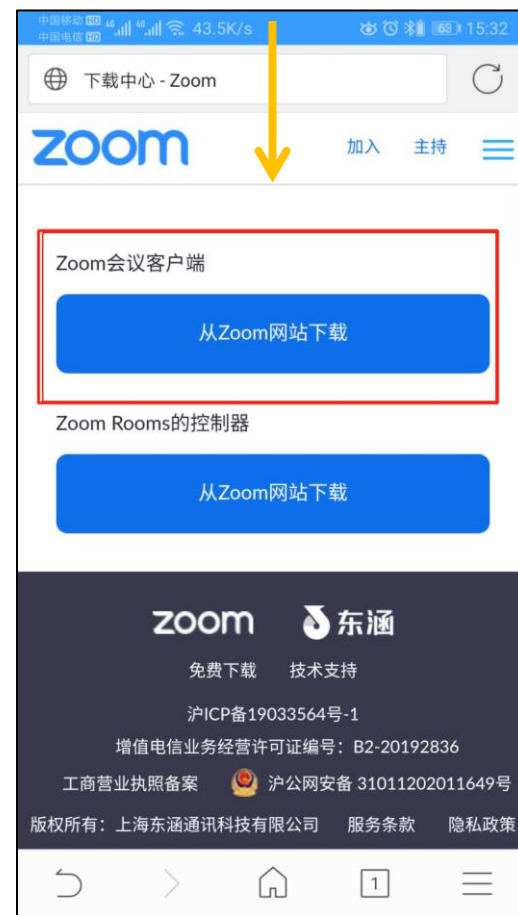 中国移动 HD 46 46 43.5K/s 68 15:32
中国电信 HD
下载中心 - Zoom
zoom 加入 主持
Zoom会议客户端
从Zoom网站下载
Zoom Rooms的控制器
从Zoom网站下载
zoom 东涵
免费下载 技术支持
沪ICP备19033564号-1
增值电信业务经营许可证编号：B2-20192836
工商营业执照备案 沪公网安备 31011202011649号
版权所有：上海东涵通讯科技有限公司 服务条款 隐私政策
1